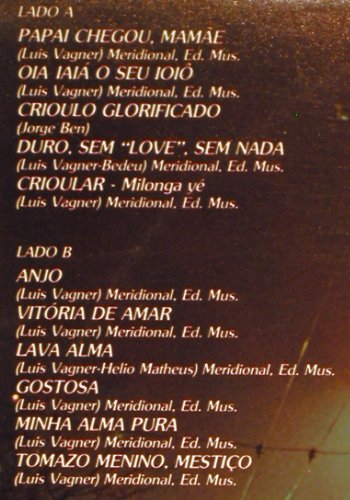 LADO A
PAPAI CHEGOU, MAMÃE
(Luis Vagner) Meridional, Ed. Mus.
OIA IAIÁ O SEU IOIÔ
(Luis Vagner) Meridional, Ed. Mus.
CRIOULO GLORIFICADO
(Jorge Ben)
DURO, SEM "LOVE", SEM NADA
(Luis Vagner-Bedeu) Meridional, Ed. Mus.
CRIOULAR - Milonga yé
(Luis Vagner) Meridional, Ed. Mus.
LADO B
ANJO
(Luis Vagner) Meridional, Ed. Mus.
VITÓRIA DE AMAR
(Luis Vagner) Meridional, Ed. Mus.
LAVA ALMA
(Luis Vagner-Helio Matheus) Meridional, Ed. Mus.
GOSTOSA
(Luis Vagner) Meridional, Ed. Mus.
MINHA ALMA PURA
(Luis Vagner) Meridional, Ed. Mus.
TOMAZO MENINO, MESTIÇO
(Luis Vagner) Meridional, Ed. Mus.